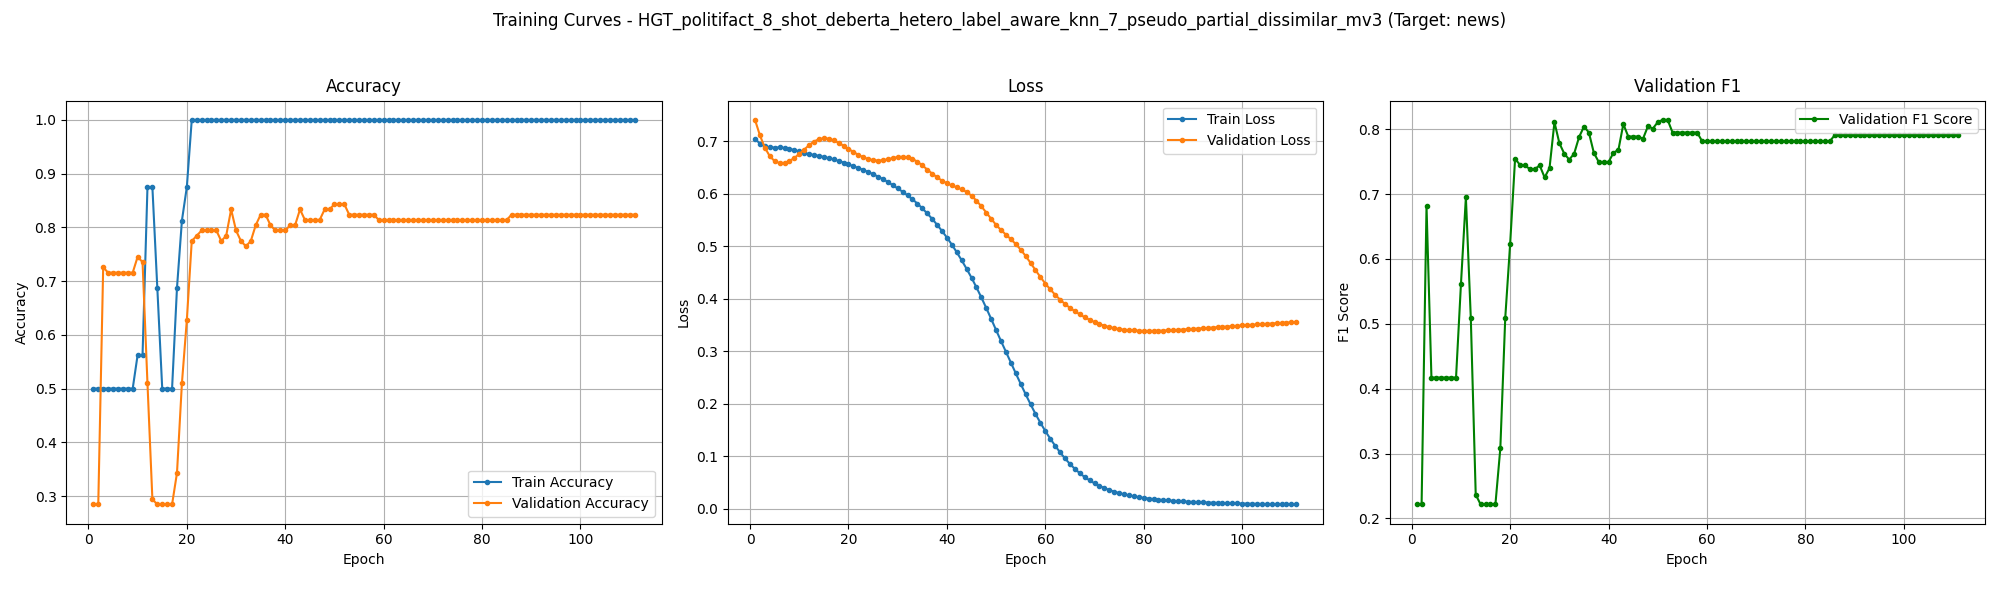 Training Curves - HGT_politifact_8_shot_deberta_hetero_label_aware_knn_7_pseudo_partial_dissimilar_mv3 (Target: news)
Accuracy
1.0
0.9
0.8
0.7
0.6
0.5
0.4
0.3
Accuracy
Train Accuracy
Validation Accuracy
0 20 40 60 80 100
Epoch
Loss
0.7
0.6
0.5
0.4
0.3
0.2
0.1
0.0
Loss
Train Loss
Validation Loss
0 20 40 60 80 100
Epoch
Validation F1
0.8
0.7
0.6
0.5
0.4
0.3
0.2
F1 Score
Validation F1 Score
0 20 40 60 80 100
Epoch